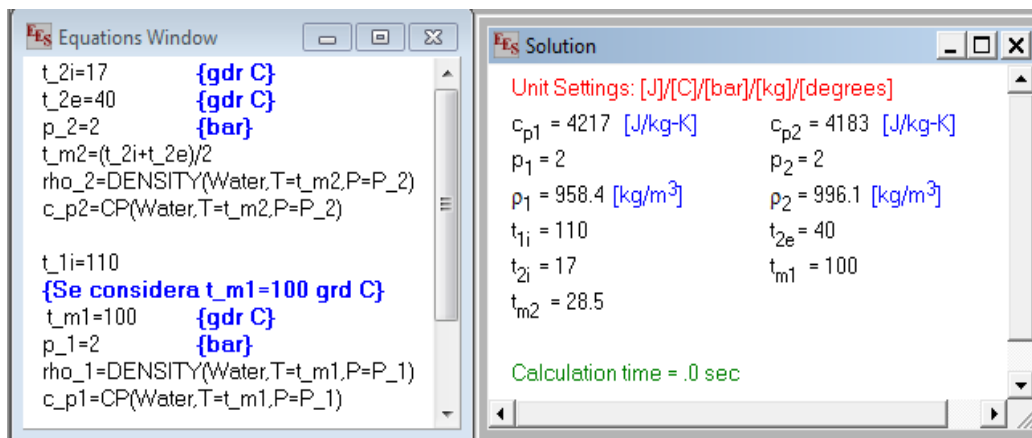 EES Equations Window
t_2i=17 {gdr C}
t_2e=40 {gdr C}
p_2=2 {bar}
t_m2=(t_2i+t_2e)/2
rho_2=DENSITY(Water,T=t_m2,P=P_2)
c_p2=CP(Water,T=t_m2,P=P_2)
t_1i=110
{Se considera t_m1=100 grd C}
t_m1=100 {gdr C}
p_1=2 {bar}
rho_1=DENSITY(Water,T=t_m1,P=P_1)
c_p1=CP(Water,T=t_m1,P=P_1)
EES Solution
Unit Settings: [J]/[C]/[bar]/[kg]/[degrees]
cp1 = 4217 [J/kg-K] cp2 = 4183 [J/kg-K]
p1 = 2 p2 = 2
ρ1 = 958.4 [kg/m³] ρ2 = 996.1 [kg/m³]
t1i = 110 t2e = 40
t2i = 17 tm1 = 100
tm2 = 28.5
Calculation time = .0 sec